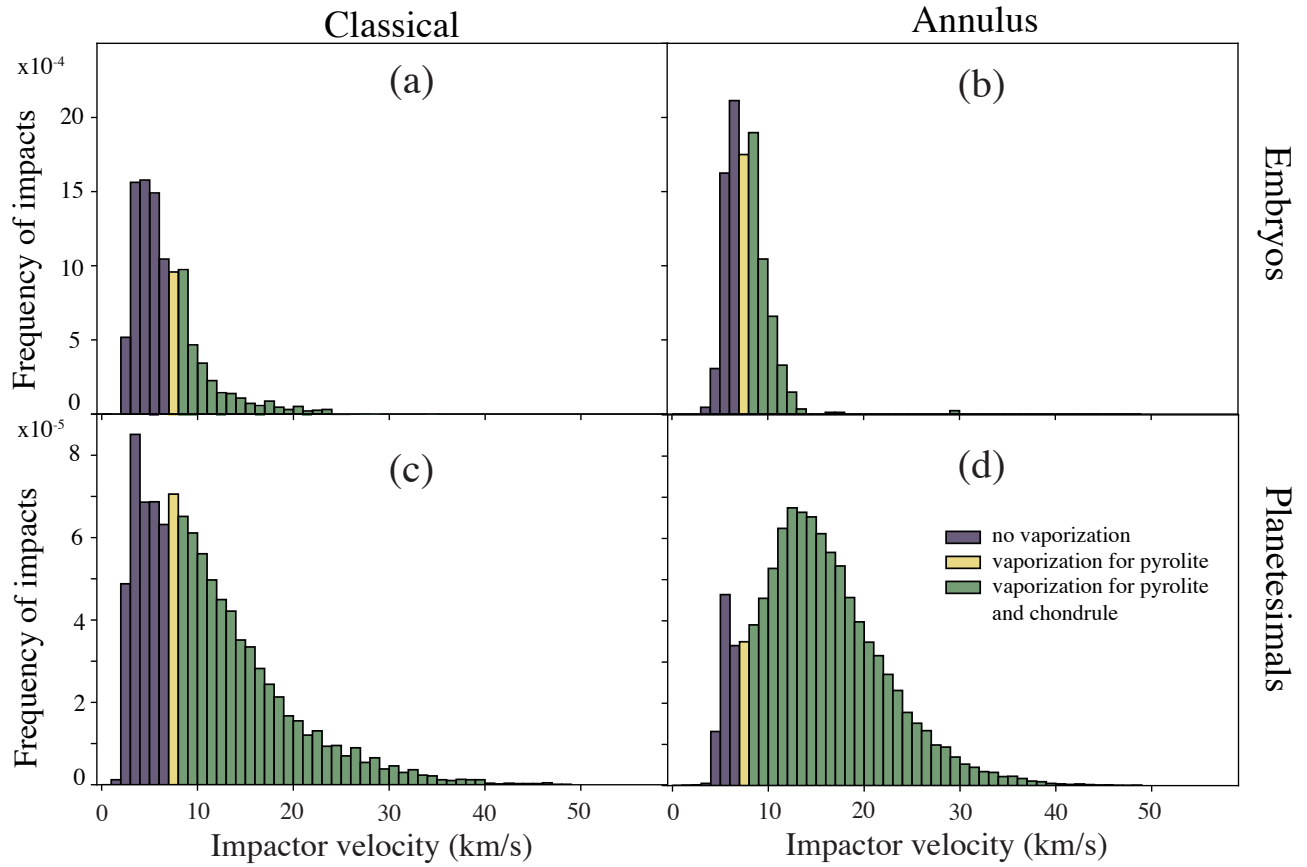 Classical
Annulus
x10-4
(a)
(b)
20
15
10
5
0
Frequency of impacts
Embryos
x10-5
(c)
(d)
8
6
4
2
0
Frequency of impacts
Planetesimals
no vaporization
vaporization for pyrolite
vaporization for pyrolite
and chondrule
0 10 20 30 40 50
0 10 20 30 40 50
Impactor velocity (km/s)
Impactor velocity (km/s)